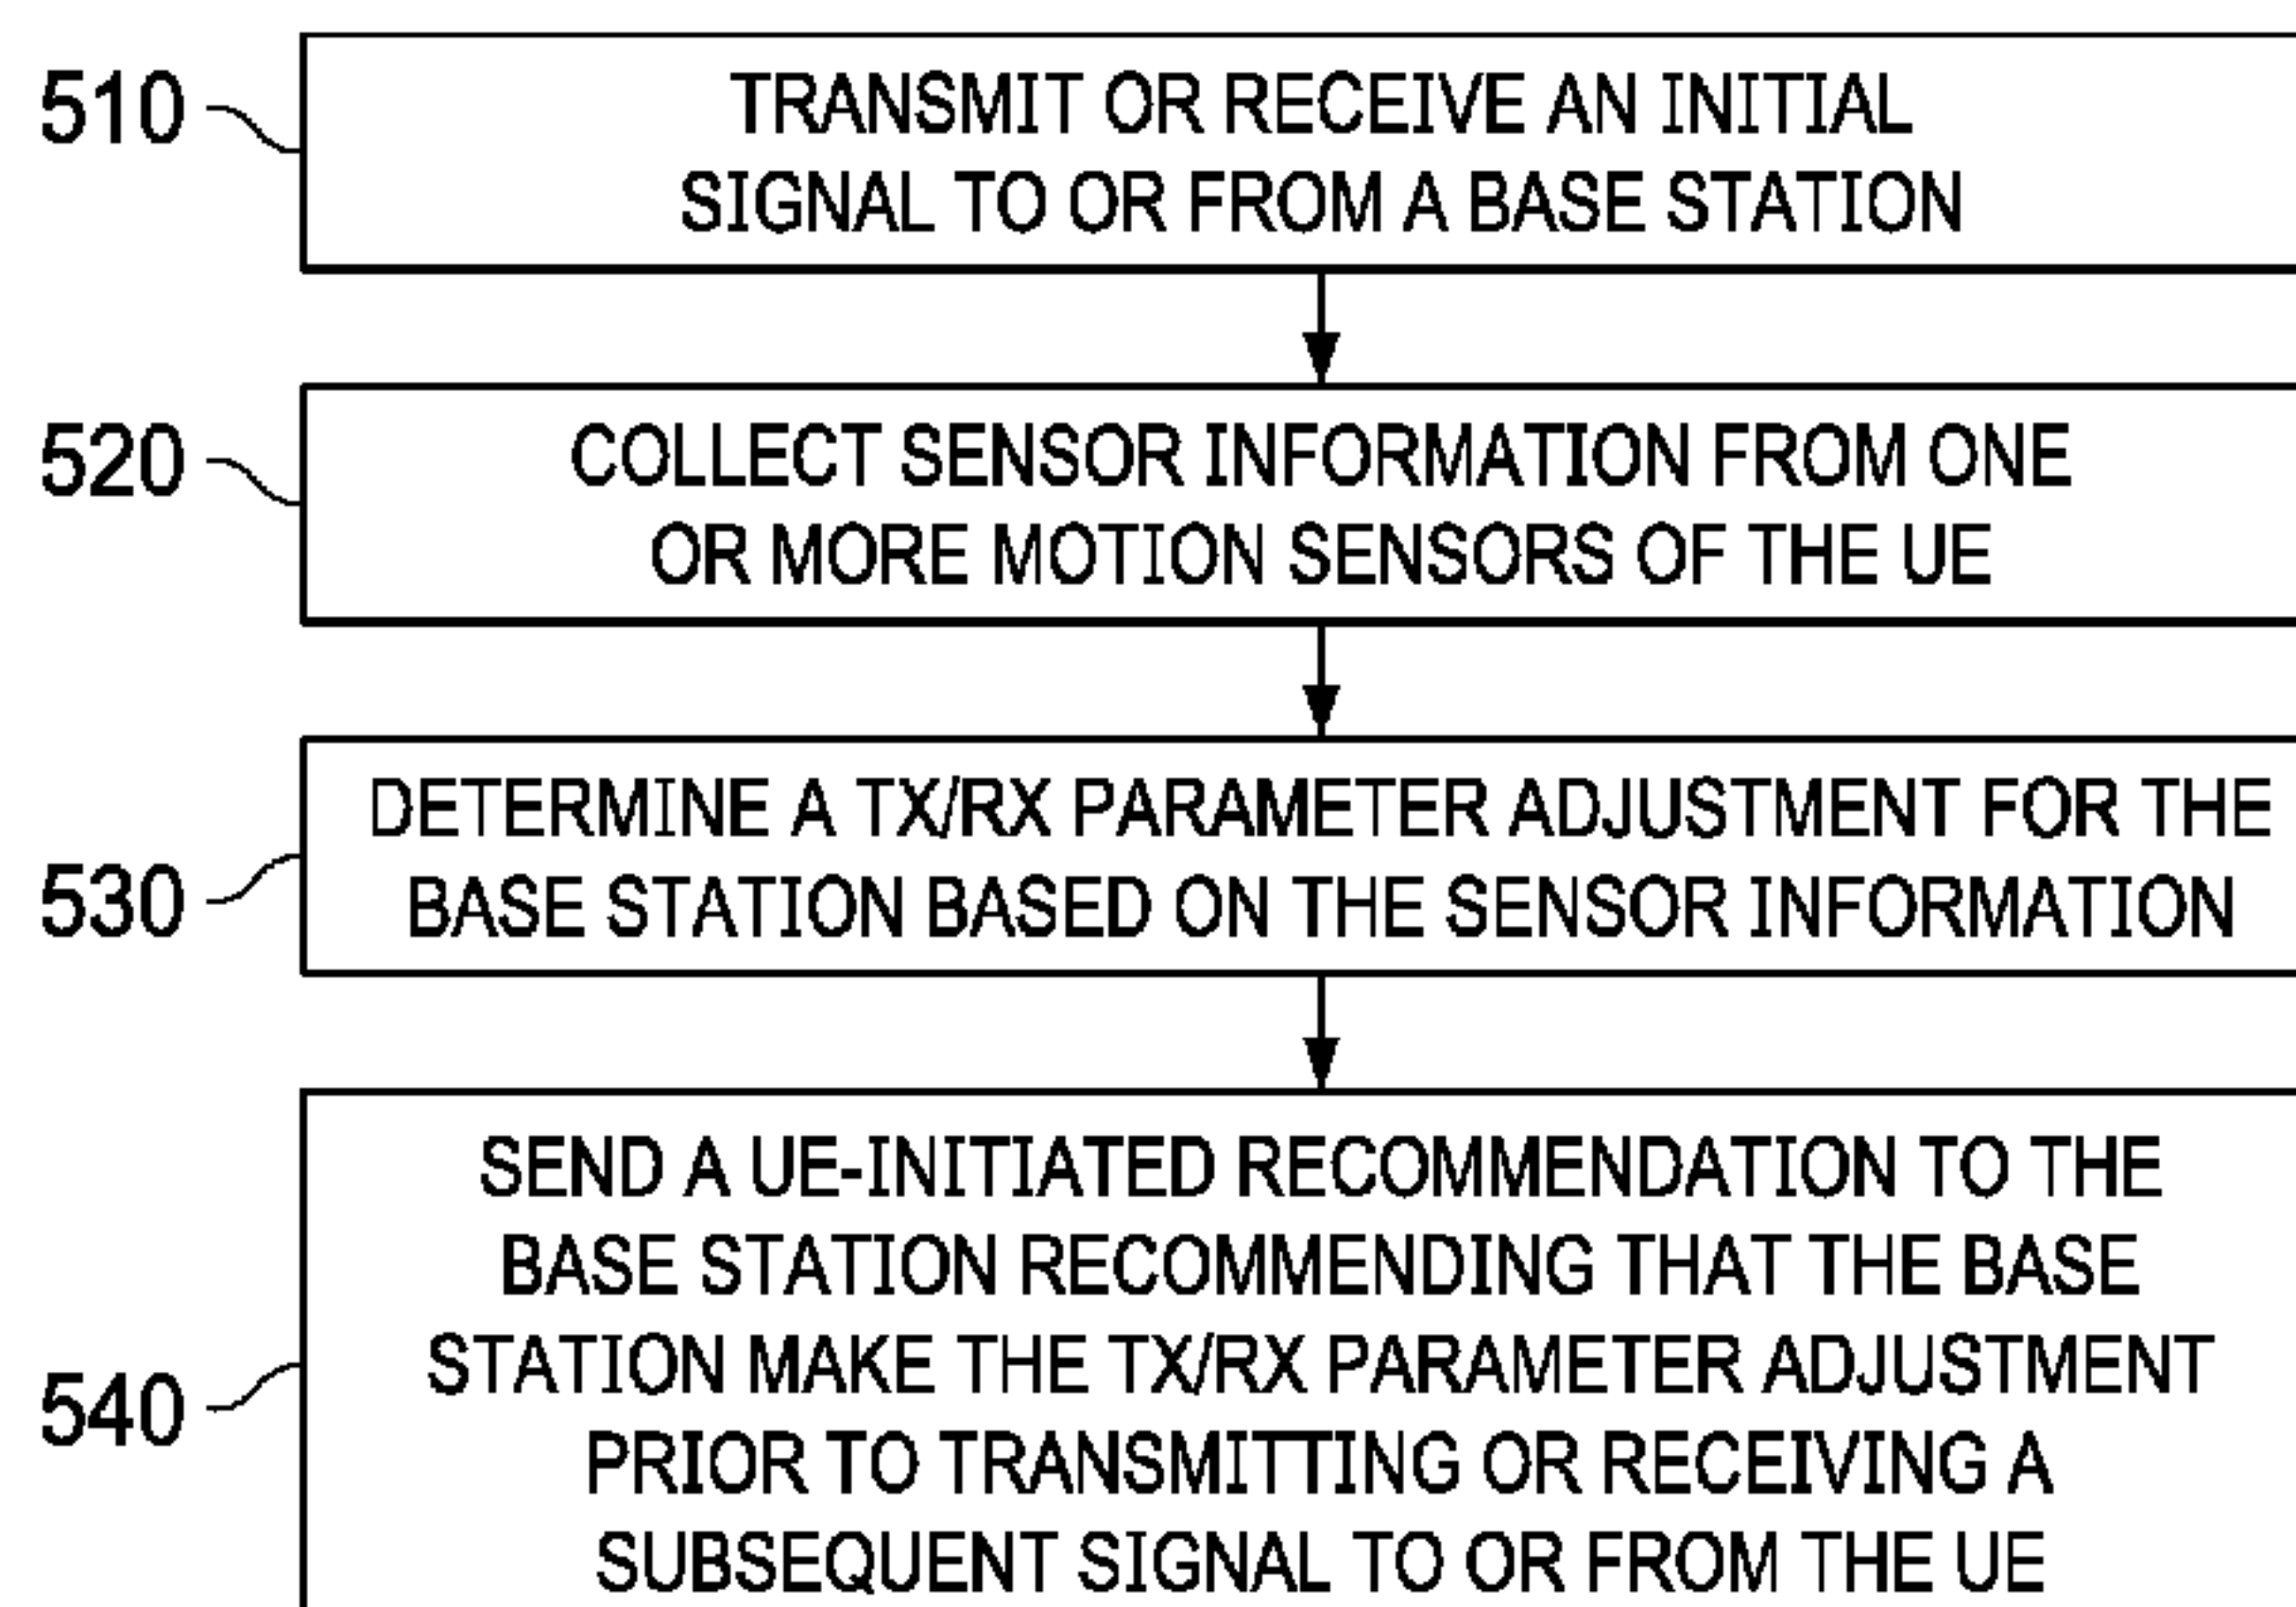 510
TRANSMIT OR RECEIVE AN INITIAL
SIGNAL TO OR FROM A BASE STATION
520
COLLECT SENSOR INFORMATION FROM ONE
OR MORE MOTION SENSORS OF THE UE
530
DETERMINE A TX/RX PARAMETER ADJUSTMENT FOR THE
BASE STATION BASED ON THE SENSOR INFORMATION
540
SEND A UE-INITIATED RECOMMENDATION TO THE
BASE STATION RECOMMENDING THAT THE BASE
STATION MAKE THE TX/RX PARAMETER ADJUSTMENT
PRIOR TO TRANSMITTING OR RECEIVING A
SUBSEQUENT SIGNAL TO OR FROM THE UE